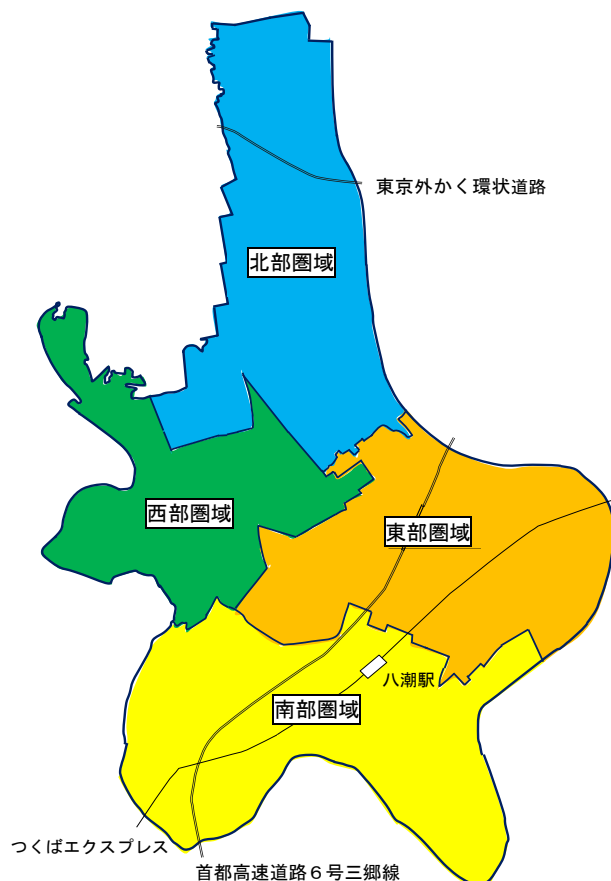 東京外かく環状道路
北部圏域
西部圏域
東部圏域
八潮駅
南部圏域
つくばエクスプレス
首都高速道路６号三郷線